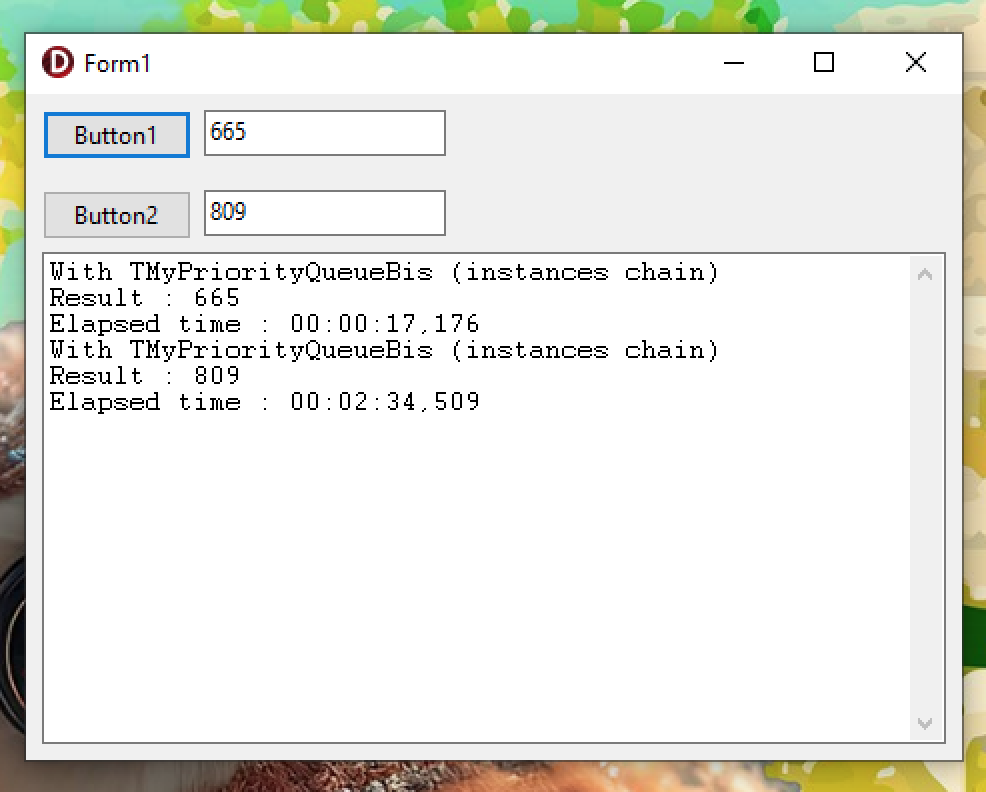 Form1
Button1 665
Button2 809
With TMyPriorityQueueBis (instances chain)
Result : 665
Elapsed time : 00:00:17,176
With TMyPriorityQueueBis (instances chain)
Result : 809
Elapsed time : 00:02:34,509